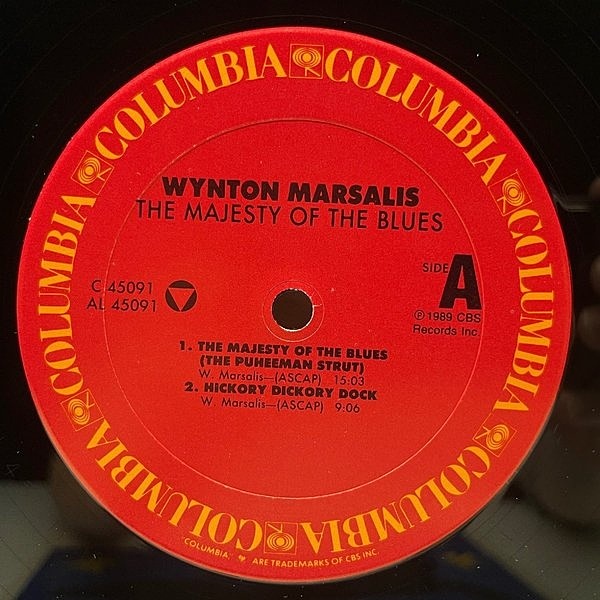 COLUMBIA COLUMBIA COLUMBIA COLUMBIA COLUMBIA COLUMBIA COLUMBIA COLUMBIA
WYNTON MARSALIS
THE MAJESTY OF THE BLUES
C 45091
AL 45091
SIDE A
℗ 1989 CBS
Records Inc.
1. THE MAJESTY OF THE BLUES
(THE PUHEEMAN STRUT)
W. Marsalis—(ASCAP) 15:03
2. HICKORY DICKORY DOCK
W. Marsalis—(ASCAP) 9:06
"COLUMBIA," ARE TRADEMARKS OF CBS INC.